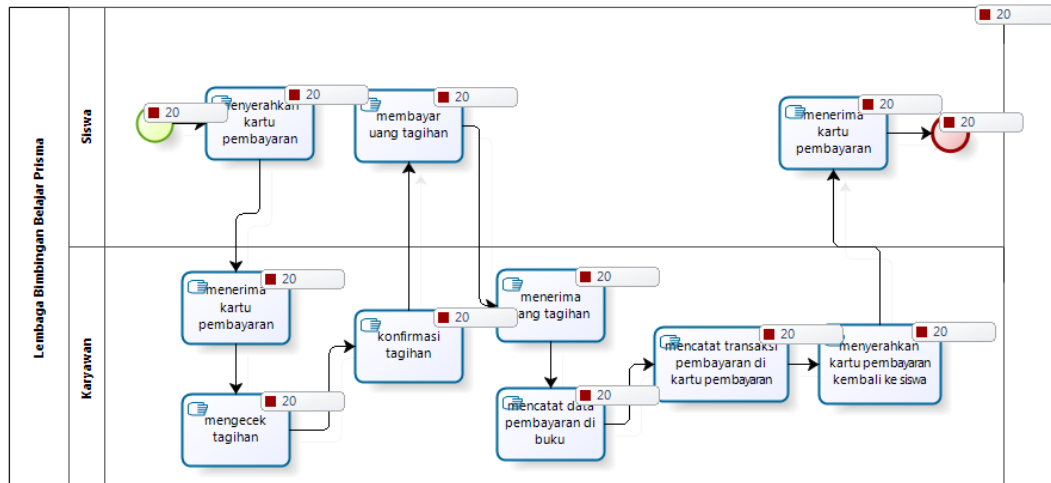 Lembaga Bimbingan Belajar Prisma
Siswa
Karyawan
20
20
20
menyerahkan
kartu
pembayaran
20
membayar
uang tagihan
20
menerima
kartu
pembayaran
20
20
menerima
kartu
pembayaran
20
mengecek
tagihan
20
konfirmasi
tagihan
20
menerima
uang tagihan
20
mencatat data
pembayaran di
buku
20
mencatat transaksi
pembayaran di
kartu pembayaran
20
menyerahkan
kartu pembayaran
kembali ke siswa
20